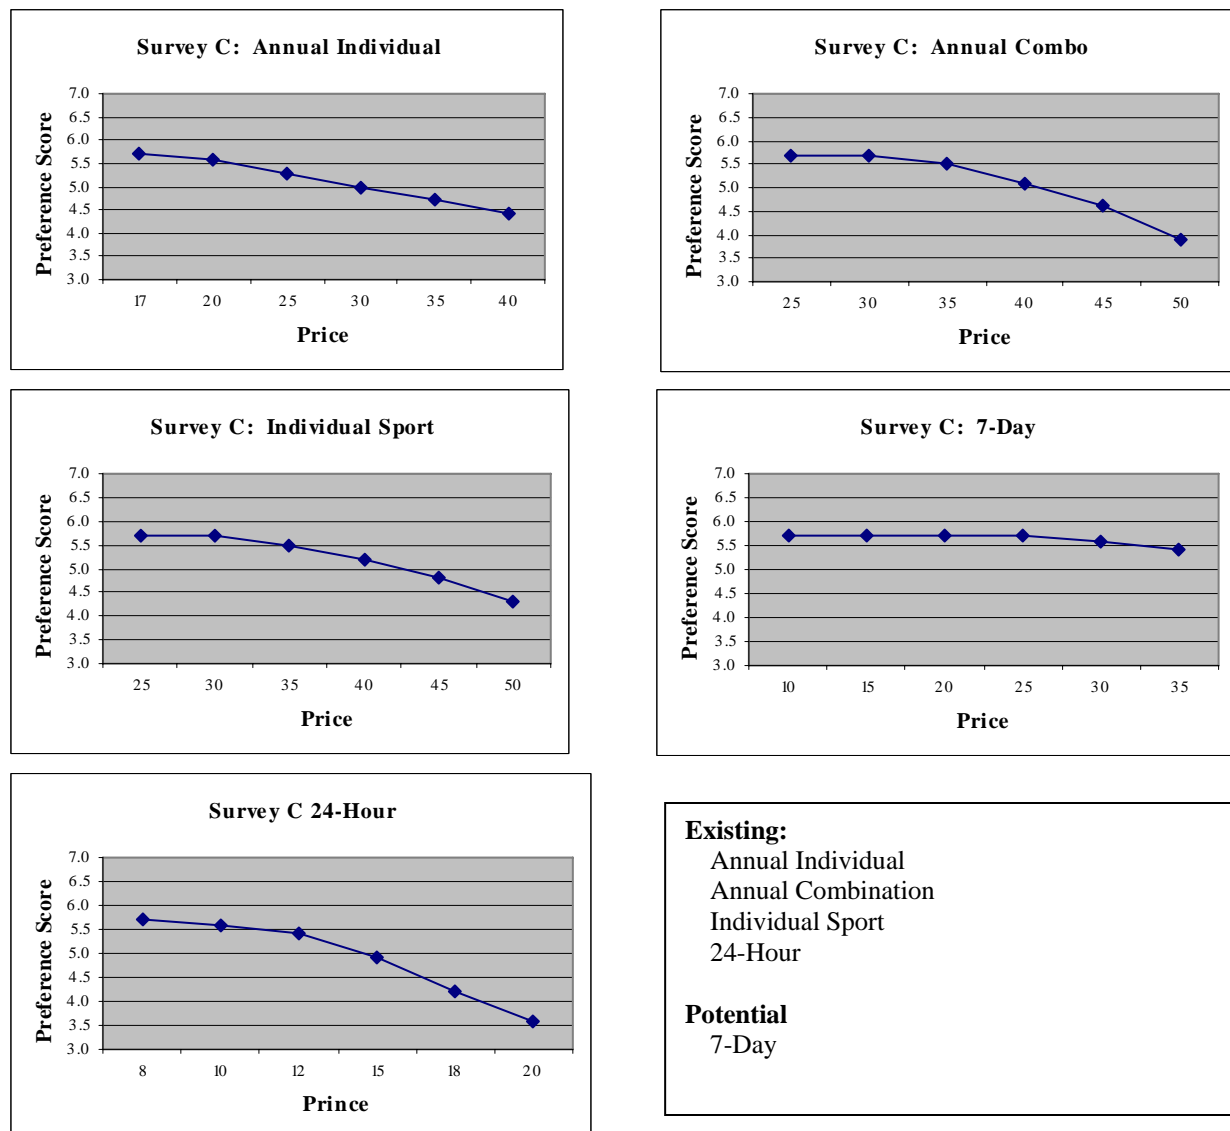 Survey C: Annual Individual
Preference Score
7.0
6.5
6.0
5.5
5.0
4.5
4.0
3.5
3.0
17 20 25 30 35 40
Price
Survey C: Annual Combo
Preference Score
7.0
6.5
6.0
5.5
5.0
4.5
4.0
3.5
3.0
25 30 35 40 45 50
Price
Survey C: Individual Sport
Preference Score
7.0
6.5
6.0
5.5
5.0
4.5
4.0
3.5
3.0
25 30 35 40 45 50
Price
Survey C: 7-Day
Preference Score
7.0
6.5
6.0
5.5
5.0
4.5
4.0
3.5
3.0
10 15 20 25 30 35
Price
Survey C 24-Hour
Preference Score
7.0
6.5
6.0
5.5
5.0
4.5
4.0
3.5
3.0
8 10 12 15 18 20
Prince
Existing:
Annual Individual
Annual Combination
Individual Sport
24-Hour
Potential
7-Day